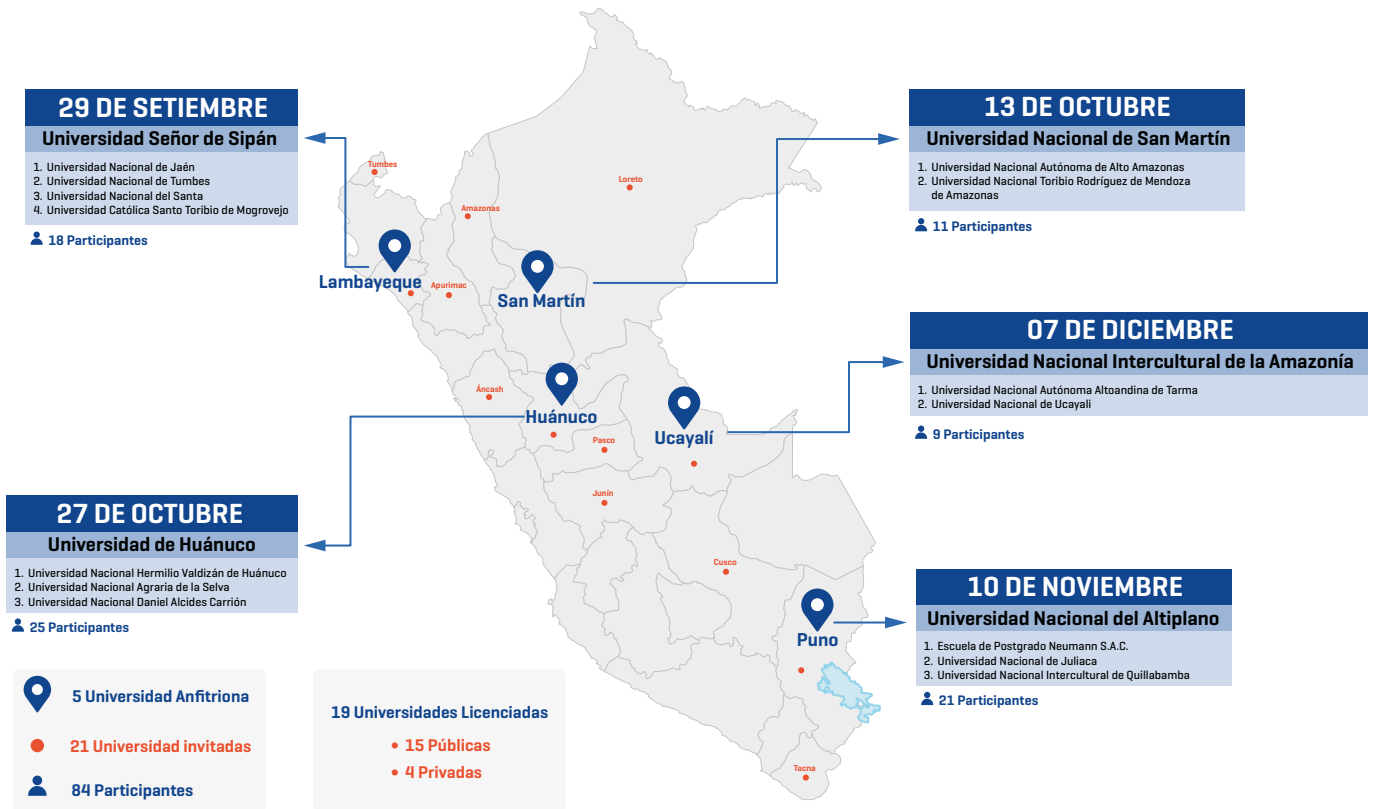 29 DE SETIEMBRE
Universidad Señor de Sipán
1. Universidad Nacional de Jaén
2. Universidad Nacional de Tumbes
3. Universidad Nacional del Santa
4. Universidad Católica Santo Toribio de Mogrovejo
18 Participantes
13 DE OCTUBRE
Universidad Nacional de San Martín
1. Universidad Nacional Autónoma de Alto Amazonas
2. Universidad Nacional Toribio Rodríguez de Mendoza
de Amazonas
11 Participantes
Tumbes
Loreto
Amazonas
Lambayeque
Apurimac
San Martín
07 DE DICIEMBRE
Universidad Nacional Intercultural de la Amazonía
1. Universidad Nacional Autónoma Altoandina de Tarma
2. Universidad Nacional de Ucayali
9 Participantes
Áncash
Huánuco
Ucayalí
Pasco
Junín
Cusco
Puno
Tacna
27 DE OCTUBRE
Universidad de Huánuco
1. Universidad Nacional Hermilio Valdizán de Huánuco
2. Universidad Nacional Agraria de la Selva
3. Universidad Nacional Daniel Alcides Carrión
25 Participantes
10 DE NOVIEMBRE
Universidad Nacional del Altiplano
1. Escuela de Postgrado Neumann S.A.C.
2. Universidad Nacional de Juliaca
3. Universidad Nacional Intercultural de Quillabamba
21 Participantes
5 Universidad Anfitriona
21 Universidad invitadas
84 Participantes
19 Universidades Licenciadas
• 15 Públicas
• 4 Privadas